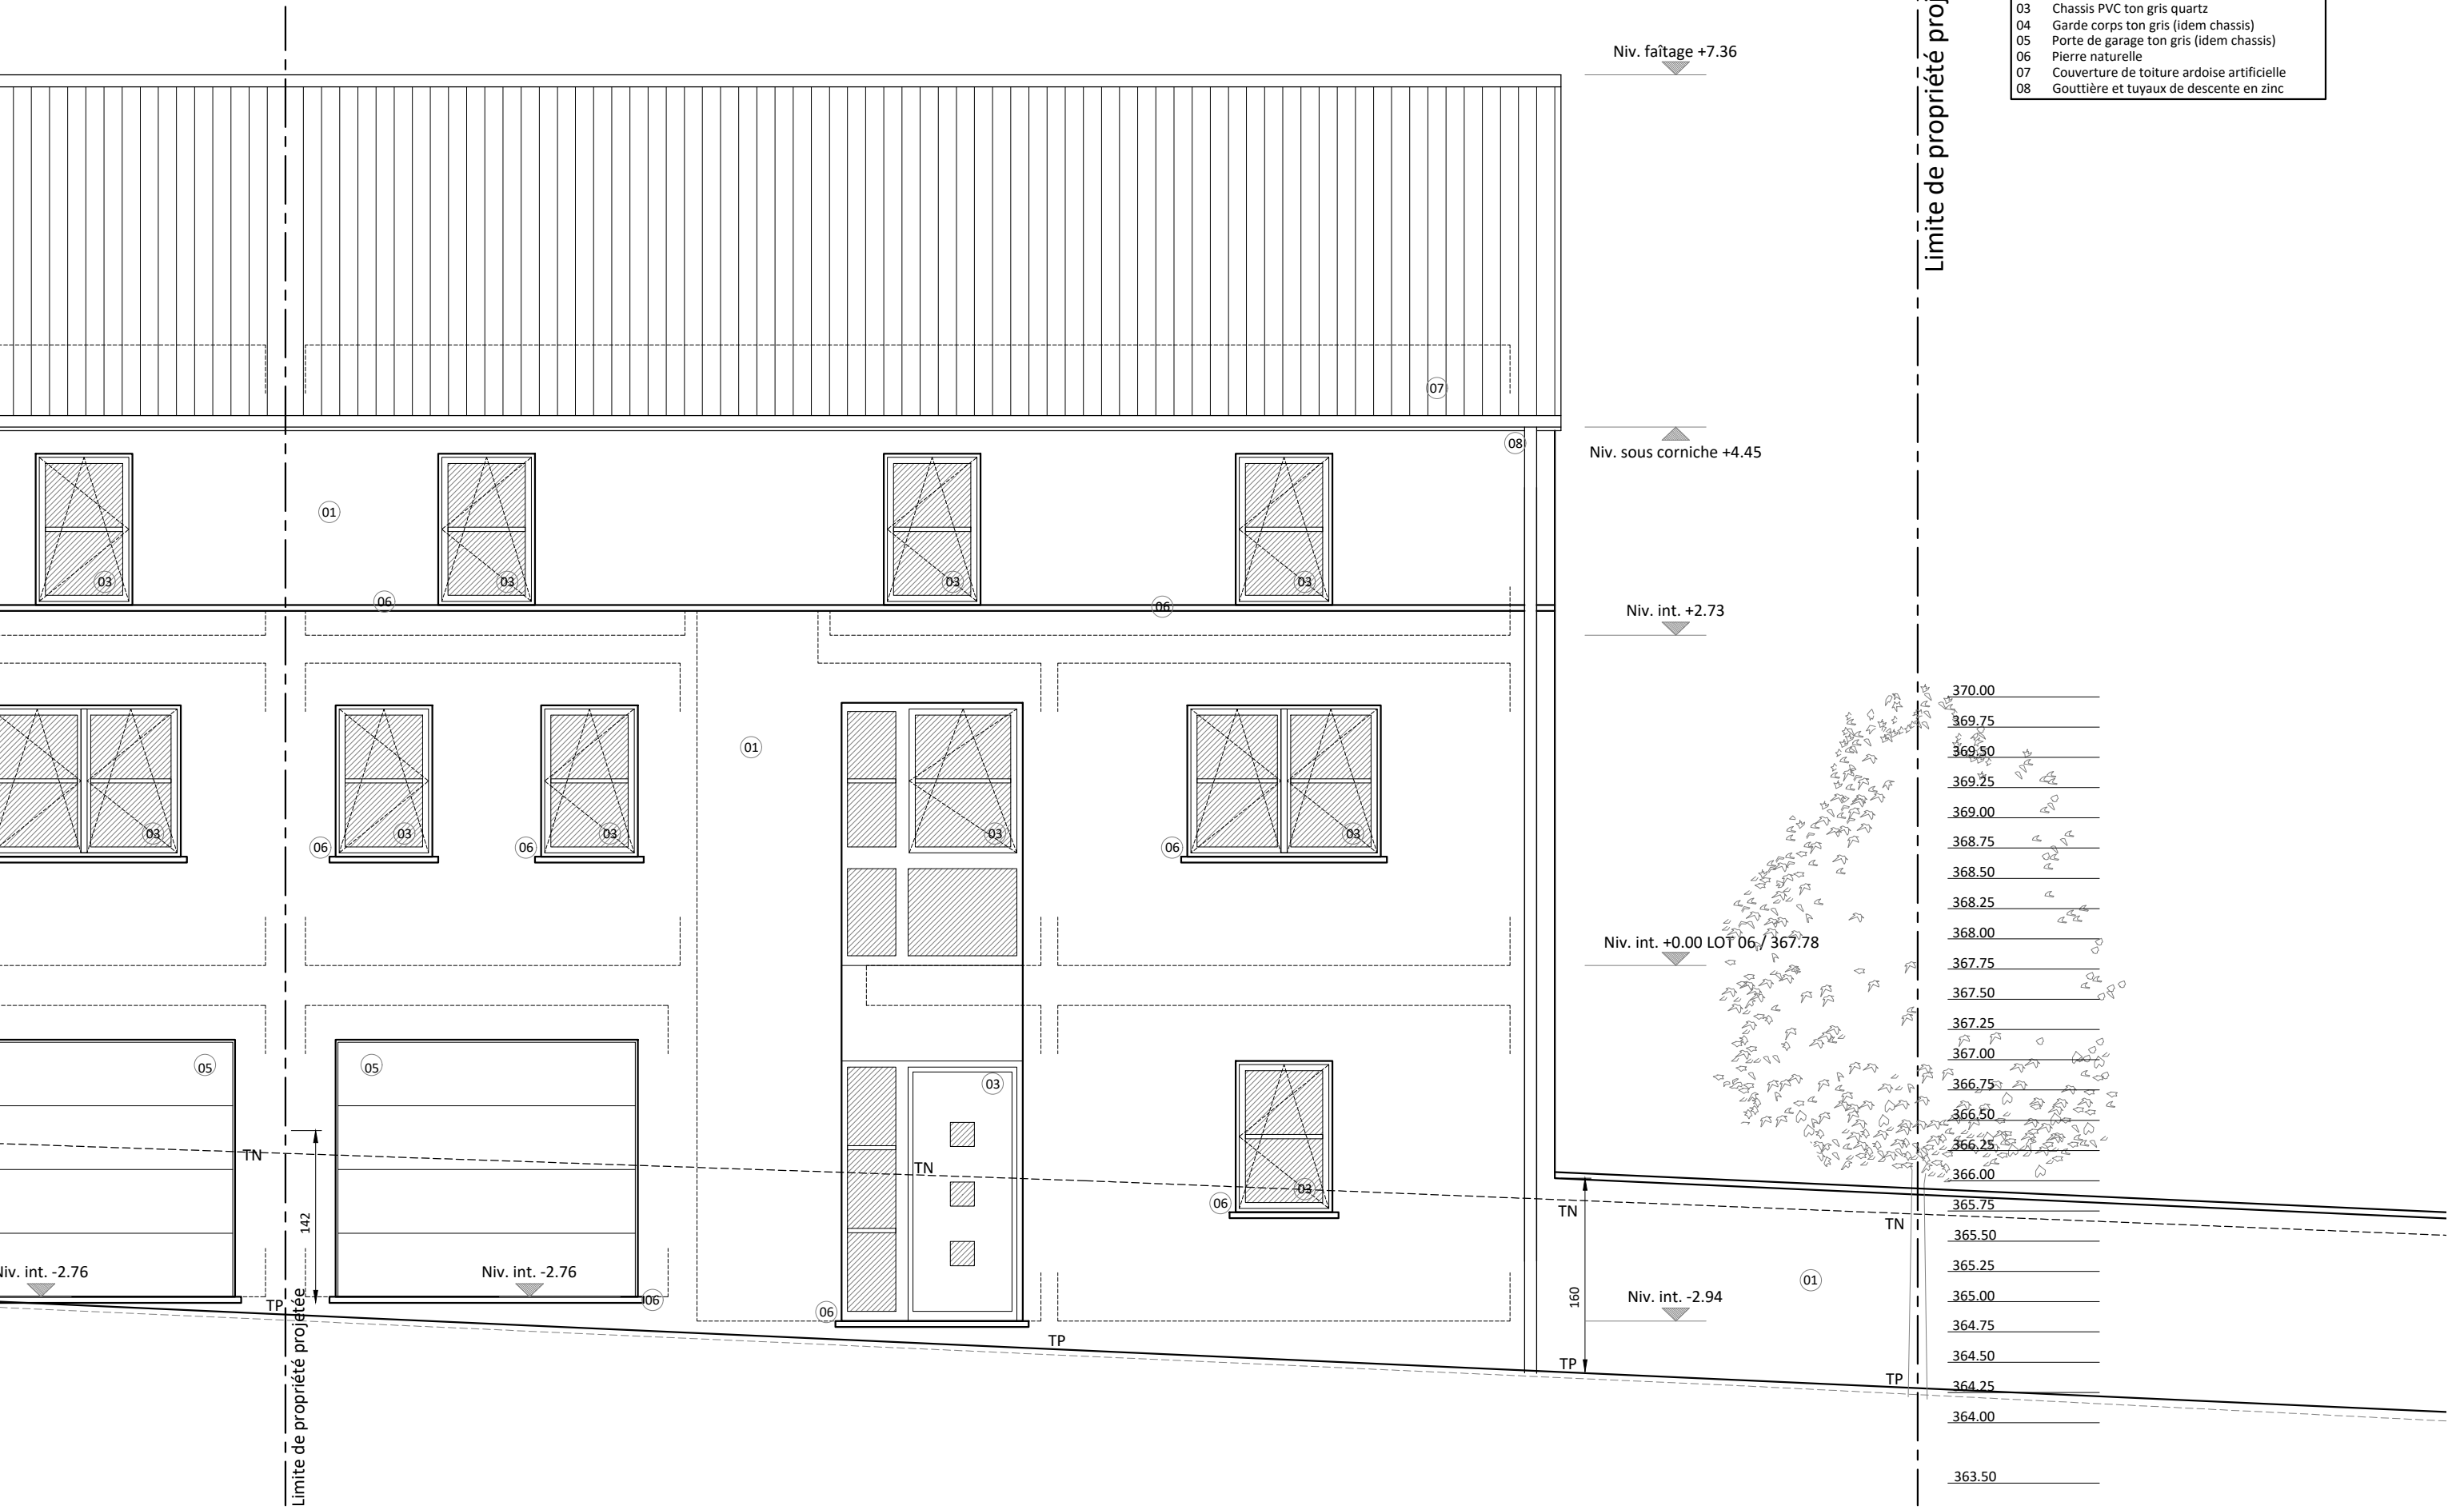 03 Chassis PVC ton gris quartz
04 Garde corps ton gris (idem chassis)
05 Porte de garage ton gris (idem chassis)
06 Pierre naturelle
07 Couverture de toiture ardoise artificielle
08 Gouttière et tuyaux de descente en zinc
Limite de propriété proj
Niv. faîtage +7.36
07
08
Niv. sous corniche +4.45
01
03
03
03
03
06
06
Niv. int. +2.73
370.00
369.75
369.50
369.25
369.00
368.75
368.50
368.25
368.00
367.75
367.50
367.25
367.00
366.75
366.50
366.25
366.00
365.75
365.50
365.25
365.00
364.75
364.50
364.25
364.00
363.50
01
03
06
03
06
03
03
06
03
Niv. int. +0.00 LOT 06 / 367.78
05
05
03
TN
TN
03
06
TN
TN
142
160
Niv. int. -2.76
Niv. int. -2.76
06
06
Niv. int. -2.94
01
TP
TP
TP
TP
Limite de propriété projetée